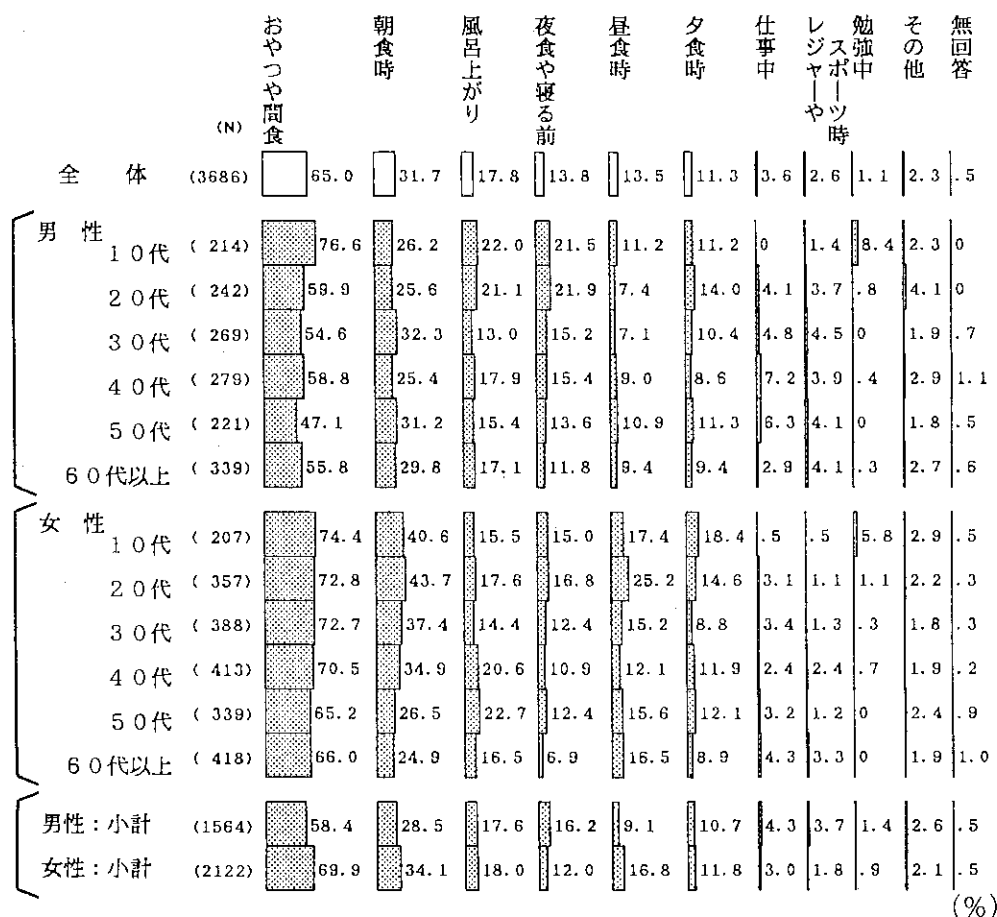 (N) おやつや間食 朝食時 風呂上がり 夜食や寝る前 昼食時 夕食時 仕事中 レジャーやスポーツ時 勉強中 その他 無回答
全 体 (3686) 65.0 31.7 17.8 13.8 13.5 11.3 3.6 2.6 1.1 2.3 .5
男 性
10代 ( 214) 76.6 26.2 22.0 21.5 11.2 11.2 0 1.4 8.4 2.3 0
20代 ( 242) 59.9 25.6 21.1 21.9 7.4 14.0 4.1 3.7 .8 4.1 0
30代 ( 269) 54.6 32.3 13.0 15.2 7.1 10.4 4.8 4.5 0 1.9 .7
40代 ( 279) 58.8 25.4 17.9 15.4 9.0 8.6 7.2 3.9 .4 2.9 1.1
50代 ( 221) 47.1 31.2 15.4 13.6 10.9 11.3 6.3 4.1 0 1.8 .5
60代以上 ( 339) 55.8 29.8 17.1 11.8 9.4 9.4 2.9 4.1 .3 2.7 .6
女 性
10代 ( 207) 74.4 40.6 15.5 15.0 17.4 18.4 .5 .5 5.8 2.9 .5
20代 ( 357) 72.8 43.7 17.6 16.8 25.2 14.6 3.1 1.1 1.1 2.2 .3
30代 ( 388) 72.7 37.4 14.4 12.4 15.2 8.8 3.4 1.3 .3 1.8 .3
40代 ( 413) 70.5 34.9 20.6 10.9 12.1 11.9 2.4 2.4 .7 1.9 .2
50代 ( 339) 65.2 26.5 22.7 12.4 15.6 12.1 3.2 1.2 0 2.4 .9
60代以上 ( 418) 66.0 24.9 16.5 6.9 16.5 8.9 4.3 3.3 0 1.9 1.0
男性：小計 (1564) 58.4 28.5 17.6 16.2 9.1 10.7 4.3 3.7 1.4 2.6 .5
女性：小計 (2122) 69.9 34.1 18.0 12.0 16.8 11.8 3.0 1.8 .9 2.1 .5
(%)